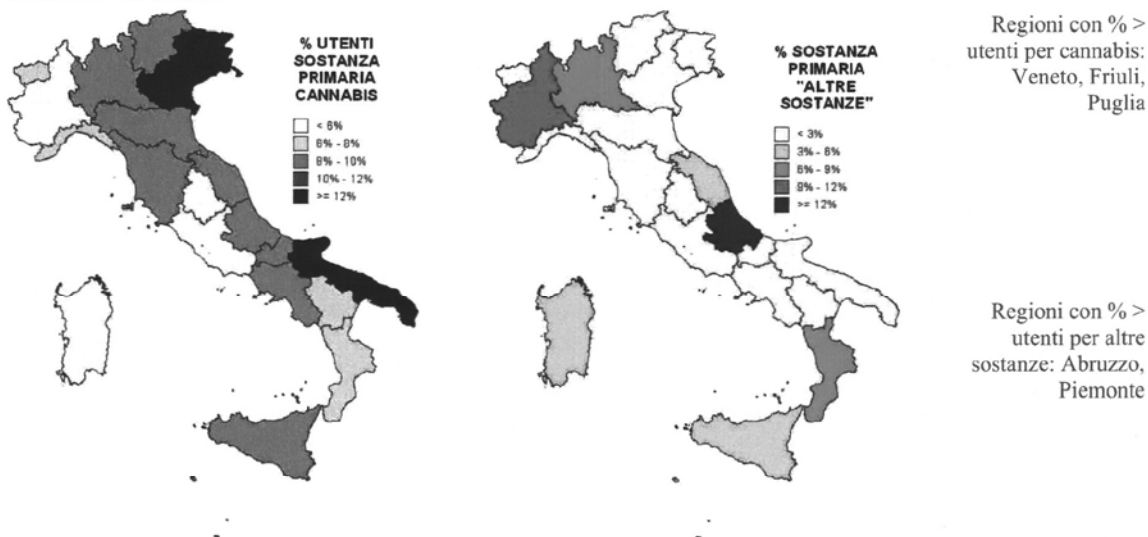 % UTENTI
SOSTANZA
PRIMARIA
CANNABIS
< 6%
6% - 8%
8% - 10%
10% - 12%
>= 12%
% SOSTANZA
PRIMARIA
"ALTRE
SOSTANZE"
< 3%
3% - 6%
6% - 9%
9% - 12%
>= 12%
Regioni con % >
utenti per cannabis:
Veneto, Friuli,
Puglia
Regioni con % >
utenti per altre
sostanze: Abruzzo,
Piemonte